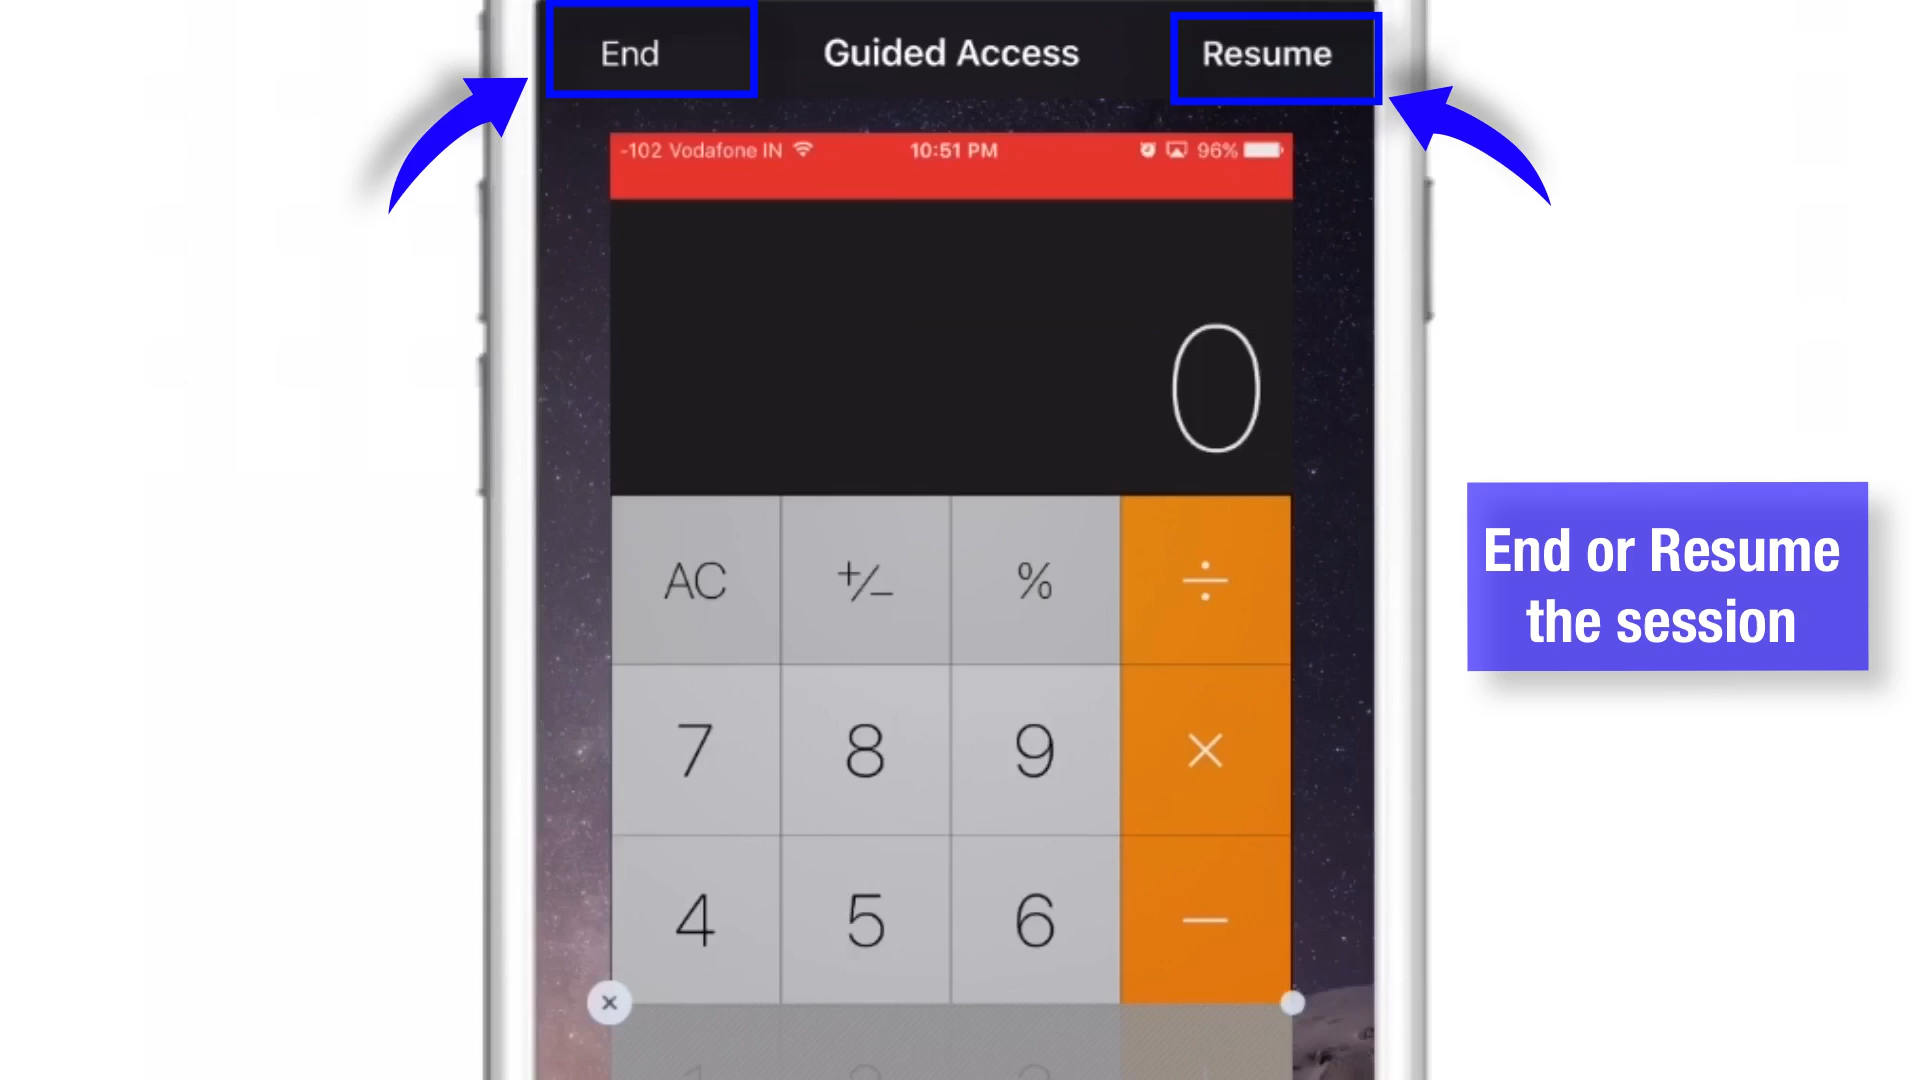 End Guided Access Resume
-102 Vodafone IN 10:51 PM 96%
0
AC +/− % ÷
7 8 9 ×
4 5 6 −
End or Resume
the session